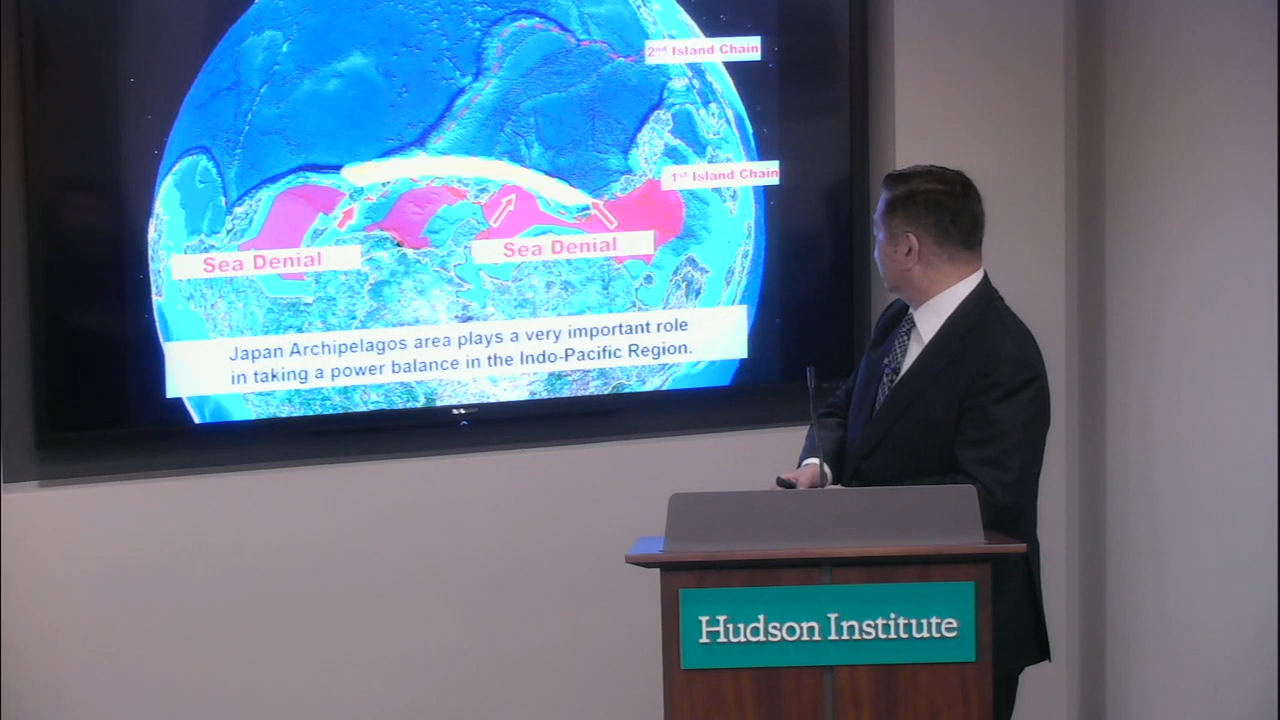 2nd Island Chain
1st Island Chain
Sea Denial
Sea Denial
Japan Archipelagos area plays a very important role
in taking a power balance in the Indo-Pacific Region.
Hudson Institute